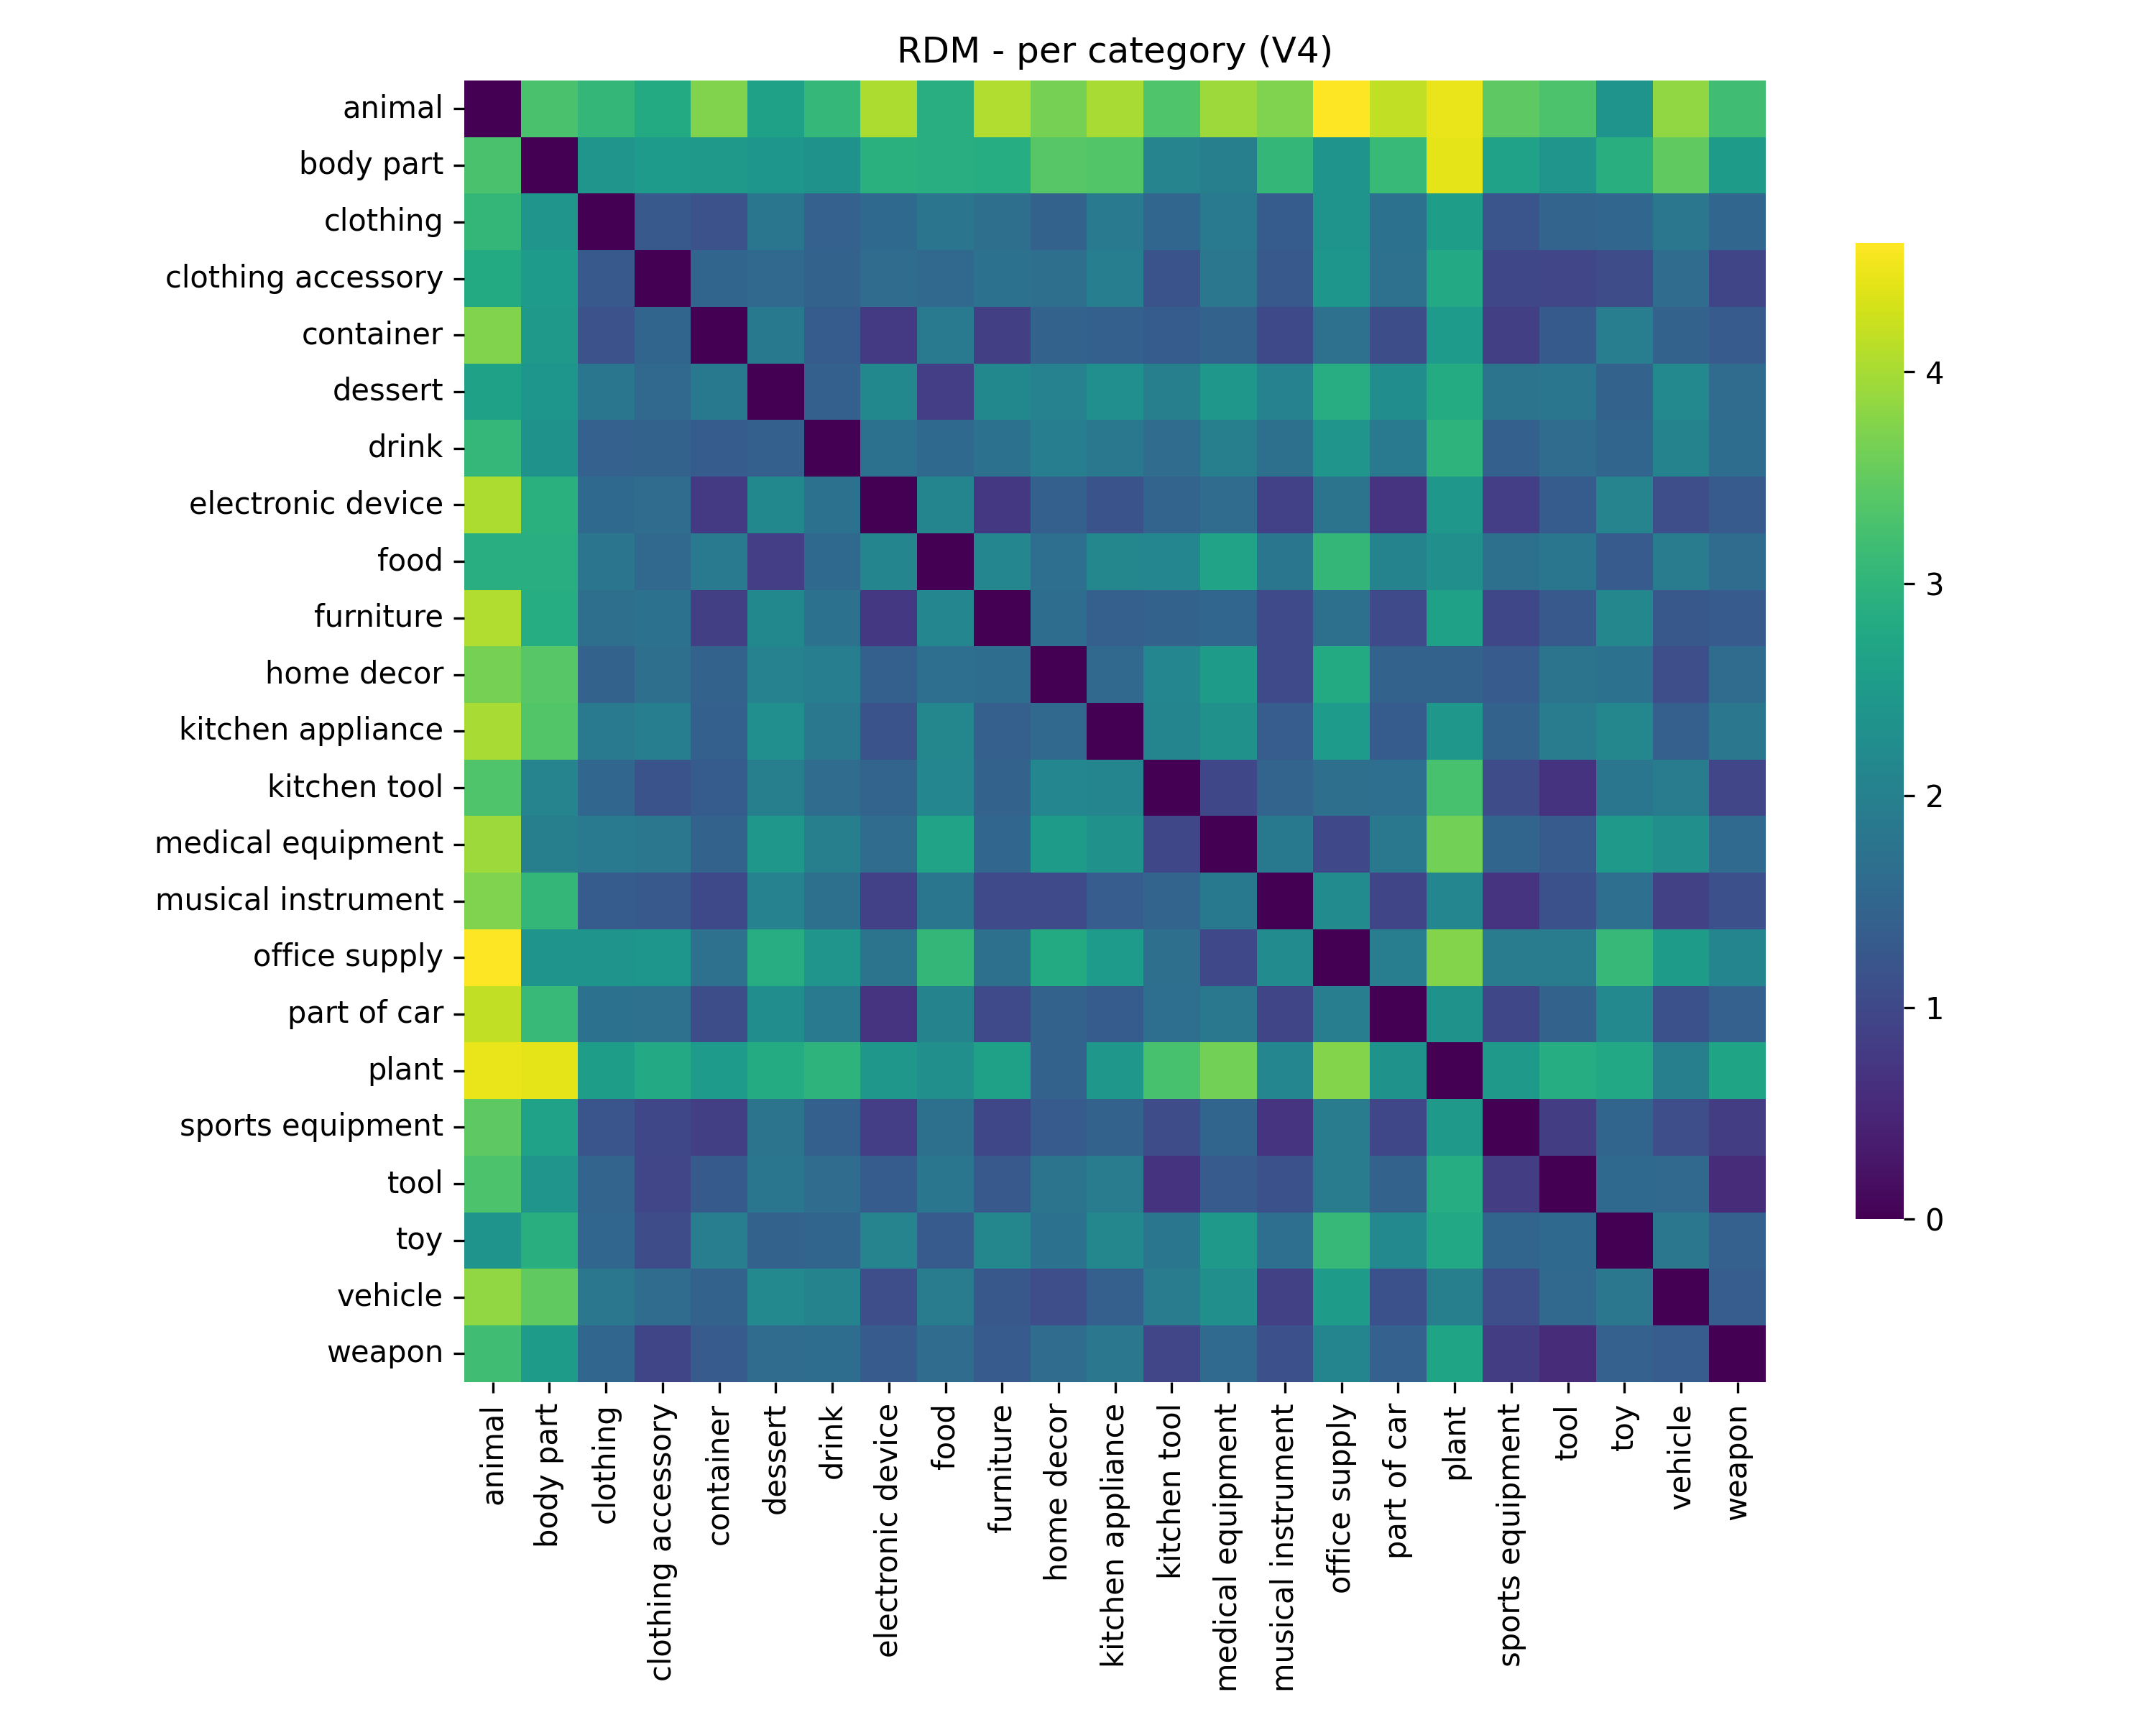 RDM - per category (V4)
animal
body part
clothing
clothing accessory
container
dessert
drink
electronic device
food
furniture
home decor
kitchen appliance
kitchen tool
medical equipment
musical instrument
office supply
part of car
plant
sports equipment
tool
toy
vehicle
weapon
animal
body part
clothing
clothing accessory
container
dessert
drink
electronic device
food
furniture
home decor
kitchen appliance
kitchen tool
medical equipment
musical instrument
office supply
part of car
plant
sports equipment
tool
toy
vehicle
weapon
4
3
2
1
0